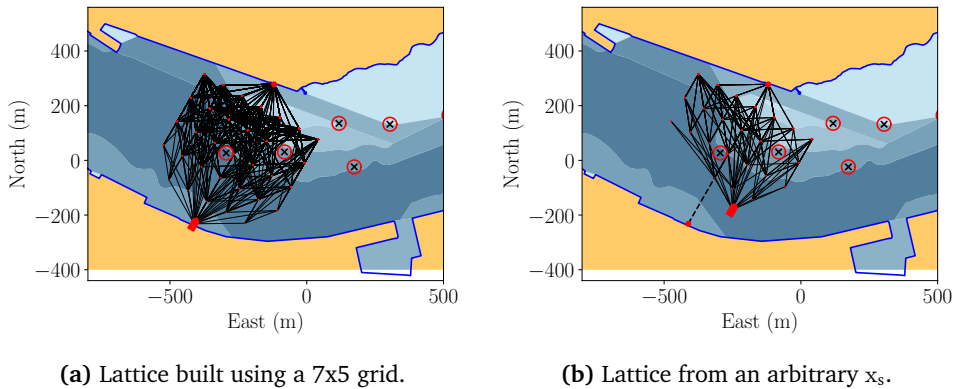 400
200
0
−200
−400
North (m)
−500
0
500
East (m)
400
200
0
−200
−400
North (m)
−500
0
500
East (m)
(a) Lattice built using a 7x5 grid.
(b) Lattice from an arbitrary xₛ.